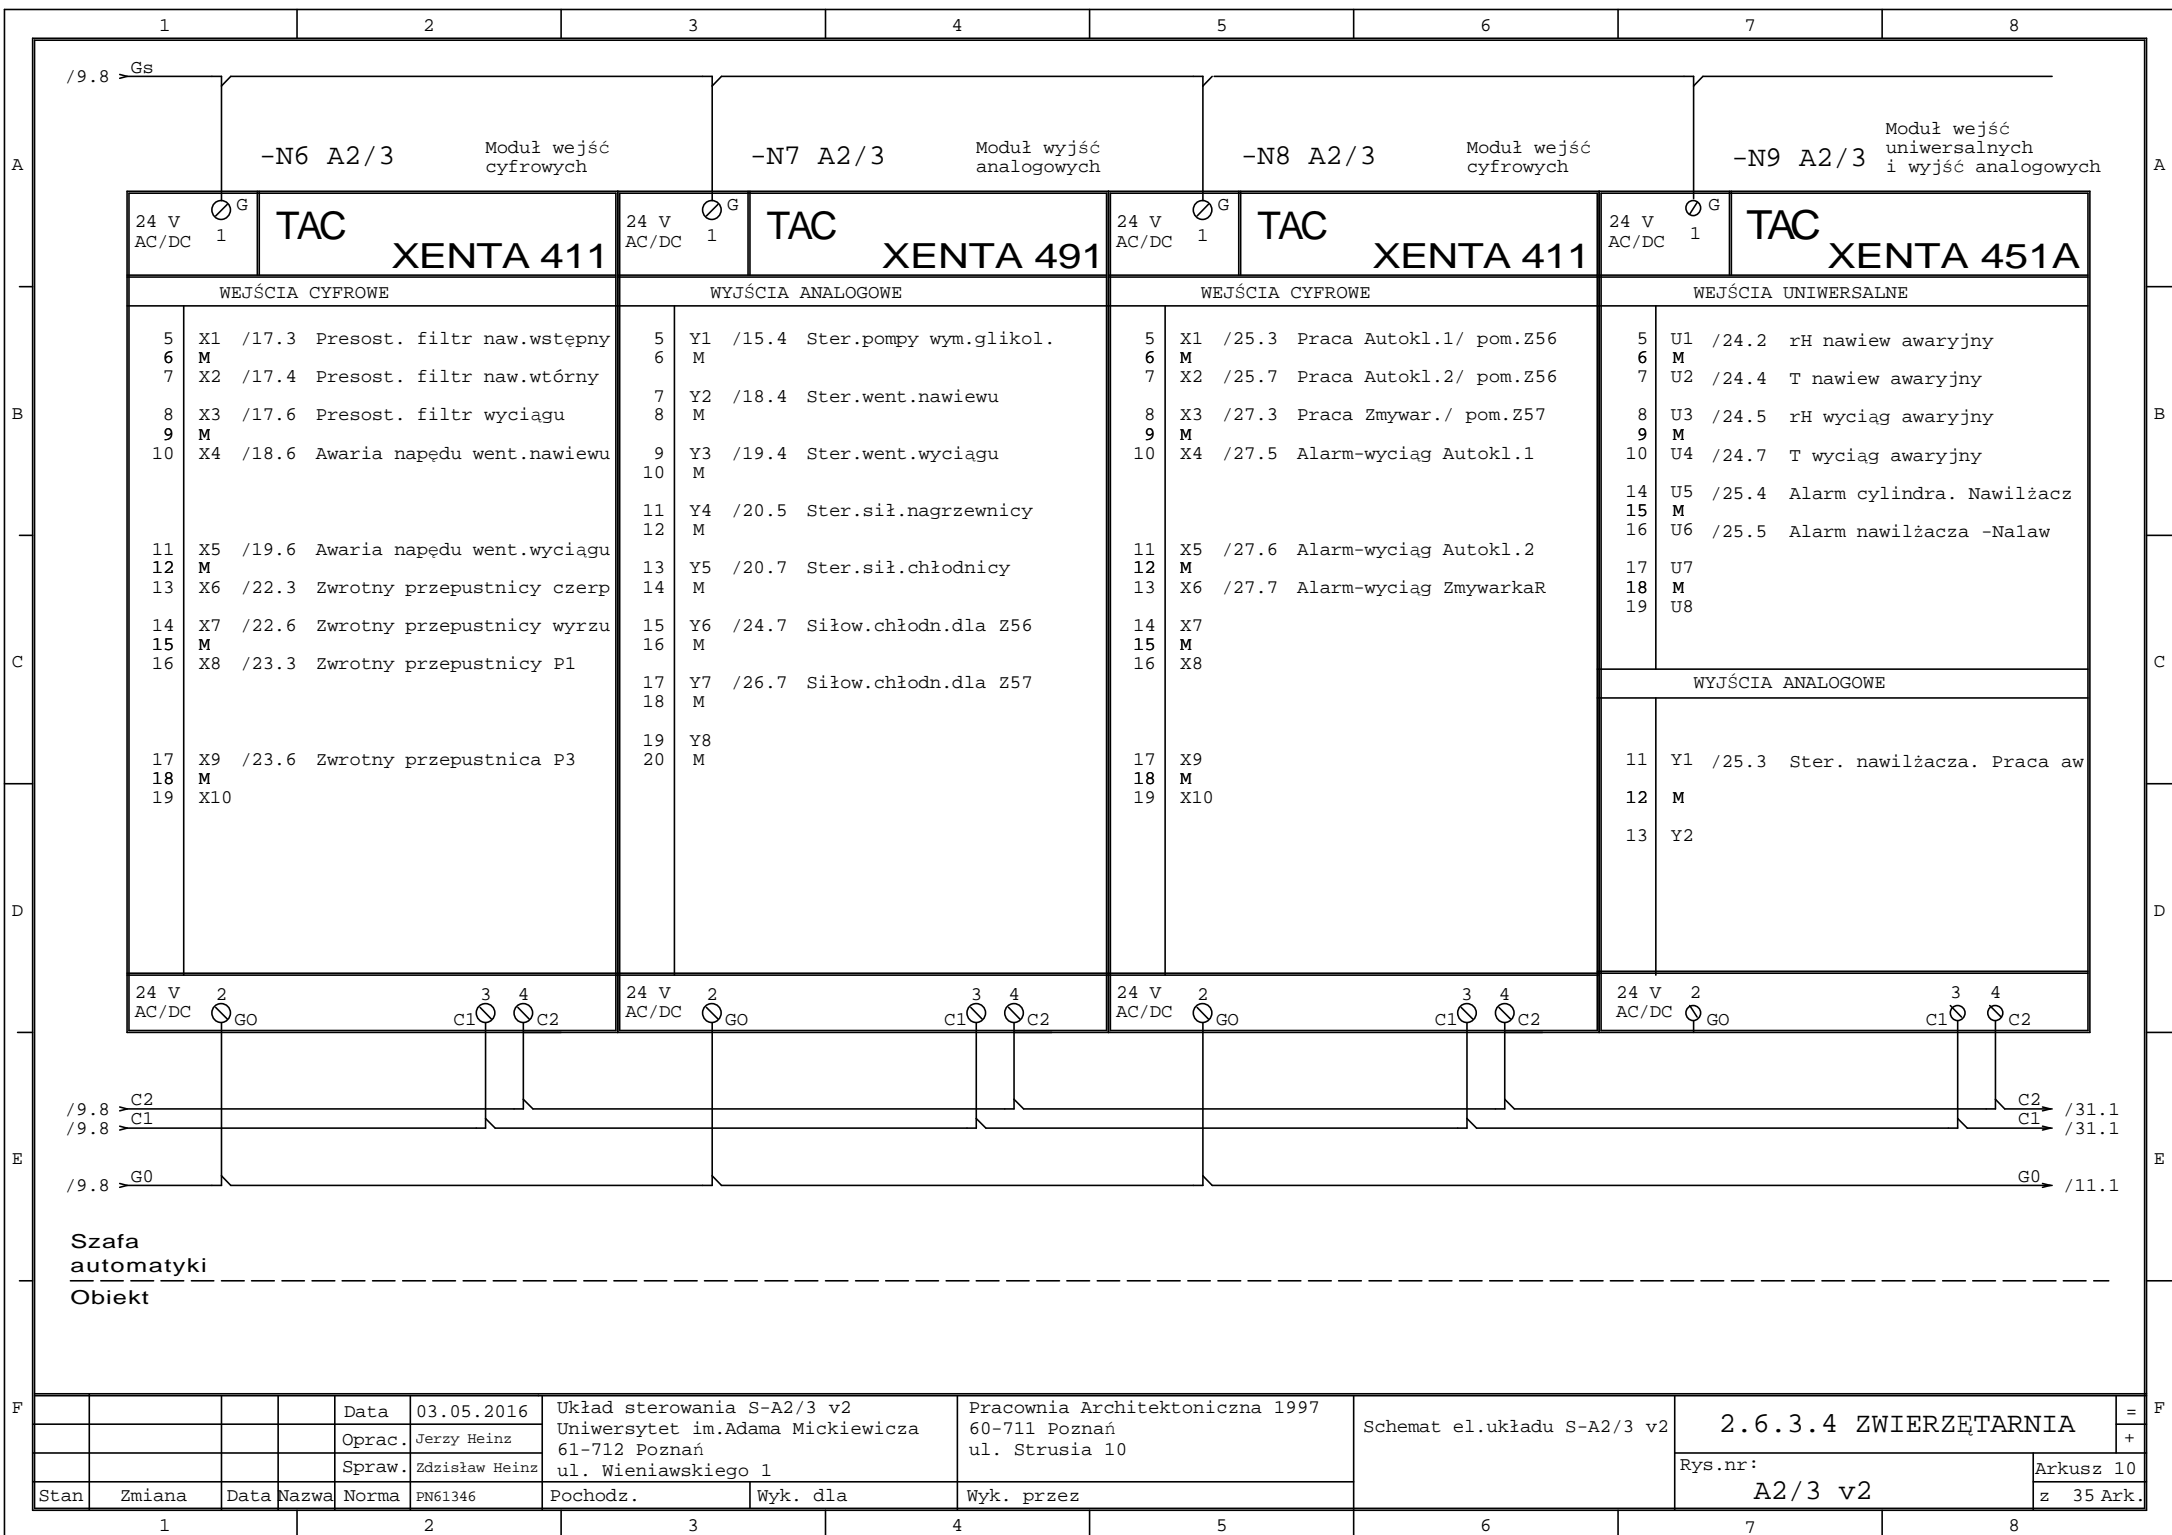 1 2 3 4 5 6 7 8
/9.8 Gs
A A
-N6 A2/3 Moduł wejść
cyfrowych
-N7 A2/3 Moduł wyjść
analogowych
-N8 A2/3 Moduł wejść
cyfrowych
-N9 A2/3 Moduł wejść
uniwersalnych
i wyjść analogowych
24 V
AC/DC
G
1
TAC
XENTA 411
24 V
AC/DC
G
1
TAC
XENTA 491
24 V
AC/DC
G
1
TAC
XENTA 411
24 V
AC/DC
G
1
TAC
XENTA 451A
WEJŚCIA CYFROWE
5 X1 /17.3 Presost. filtr naw.wstępny
6 M
7 X2 /17.4 Presost. filtr naw.wtórny
8 X3 /17.6 Presost. filtr wyciągu
9 M
10 X4 /18.6 Awaria napędu went.nawiewu
11 X5 /19.6 Awaria napędu went.wyciągu
12 M
13 X6 /22.3 Zwrotny przepustnicy czerp
14 X7 /22.6 Zwrotny przepustnicy wyrzu
15 M
16 X8 /23.3 Zwrotny przepustnicy P1
17 X9 /23.6 Zwrotny przepustnica P3
18 M
19 X10
WYJŚCIA ANALOGOWE
5 Y1 /15.4 Ster.pompy wym.glikol.
6 M
7 Y2 /18.4 Ster.went.nawiewu
8 M
9 Y3 /19.4 Ster.went.wyciągu
10 M
11 Y4 /20.5 Ster.sił.nagrzewnicy
12 M
13 Y5 /20.7 Ster.sił.chłodnicy
14 M
15 Y6 /24.7 Siłow.chłodn.dla Z56
16 M
17 Y7 /26.7 Siłow.chłodn.dla Z57
18 M
19 Y8
20 M
WEJŚCIA CYFROWE
5 X1 /25.3 Praca Autokl.1/ pom.Z56
6 M
7 X2 /25.7 Praca Autokl.2/ pom.Z56
8 X3 /27.3 Praca Zmywar./ pom.Z57
9 M
10 X4 /27.5 Alarm-wyciąg Autokl.1
11 X5 /27.6 Alarm-wyciąg Autokl.2
12 M
13 X6 /27.7 Alarm-wyciąg ZmywarkaR
14 X7
15 M
16 X8
17 X9
18 M
19 X10
WEJŚCIA UNIWERSALNE
5 U1 /24.2 rH nawiew awaryjny
6 M
7 U2 /24.4 T nawiew awaryjny
8 U3 /24.5 rH wyciąg awaryjny
9 M
10 U4 /24.7 T wyciąg awaryjny
14 U5 /25.4 Alarm cylindra. Nawilżacz
15 M
16 U6 /25.5 Alarm nawilżacza -Na1aw
17 U7
18 M
19 U8
WYJŚCIA ANALOGOWE
11 Y1 /25.3 Ster. nawilżacza. Praca aw
12 M
13 Y2
B B
C C
D D
24 V
AC/DC
2 GO 3 C1 4 C2
24 V
AC/DC
2 GO 3 C1 4 C2
24 V
AC/DC
2 GO 3 C1 4 C2
24 V
AC/DC
2 GO 3 C1 4 C2
/9.8 C2 C2 /31.1
/9.8 C1 C1 /31.1
E E
/9.8 G0 G0 /11.1
Szafa
automatyki
Obiekt
F F
Data 03.05.2016
Oprac. Jerzy Heinz
Spraw. Zdzisław Heinz
Stan Zmiana Data Nazwa Norma PN61346
Układ sterowania S-A2/3 v2
Uniwersytet im.Adama Mickiewicza
61-712 Poznań
ul. Wieniawskiego 1
Pochodz. Wyk. dla
Pracownia Architektoniczna 1997
60-711 Poznań
ul. Strusia 10
Wyk. przez
Schemat el.układu S-A2/3 v2
2.6.3.4 ZWIERZĘTARNIA
=
+
Rys.nr:
A2/3 v2
Arkusz 10
z 35 Ark.
1 2 3 4 5 6 7 8